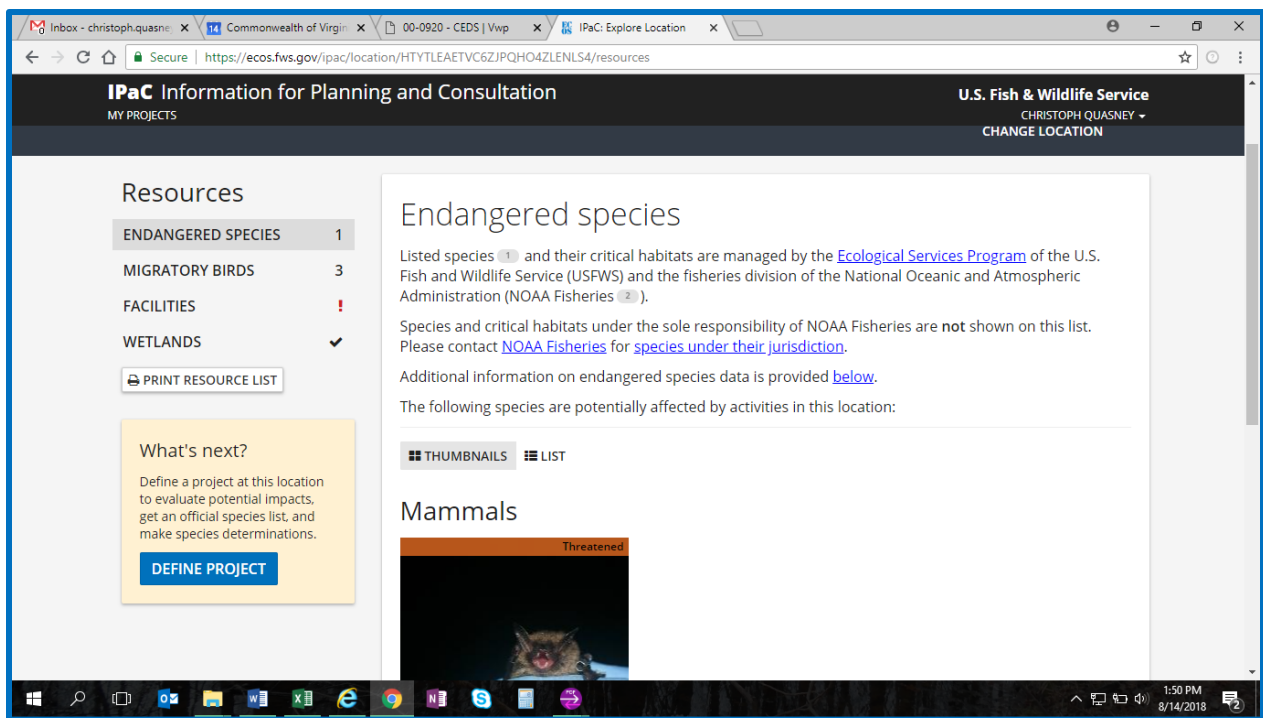 Inbox - christoph.quasne
14 Commonwealth of Virgin
00-0920 - CEDS | Vwp
IPaC: Explore Location
Secure | https://ecos.fws.gov/ipac/location/HTYTLEAETVC6ZJPQHO4ZLENLS4/resources
IPaC Information for Planning and Consultation
U.S. Fish & Wildlife Service
MY PROJECTS
CHRISTOPH QUASNEY
CHANGE LOCATION
Resources
ENDANGERED SPECIES 1
MIGRATORY BIRDS 3
FACILITIES !
WETLANDS
PRINT RESOURCE LIST
What's next?
Define a project at this location
to evaluate potential impacts,
get an official species list, and
make species determinations.
DEFINE PROJECT
Endangered species
Listed species 1 and their critical habitats are managed by the Ecological Services Program of the U.S.
Fish and Wildlife Service (USFWS) and the fisheries division of the National Oceanic and Atmospheric
Administration (NOAA Fisheries 2 ).
Species and critical habitats under the sole responsibility of NOAA Fisheries are not shown on this list.
Please contact NOAA Fisheries for species under their jurisdiction.
Additional information on endangered species data is provided below.
The following species are potentially affected by activities in this location:
THUMBNAILS LIST
Mammals
Threatened
1:50 PM
8/14/2018
2